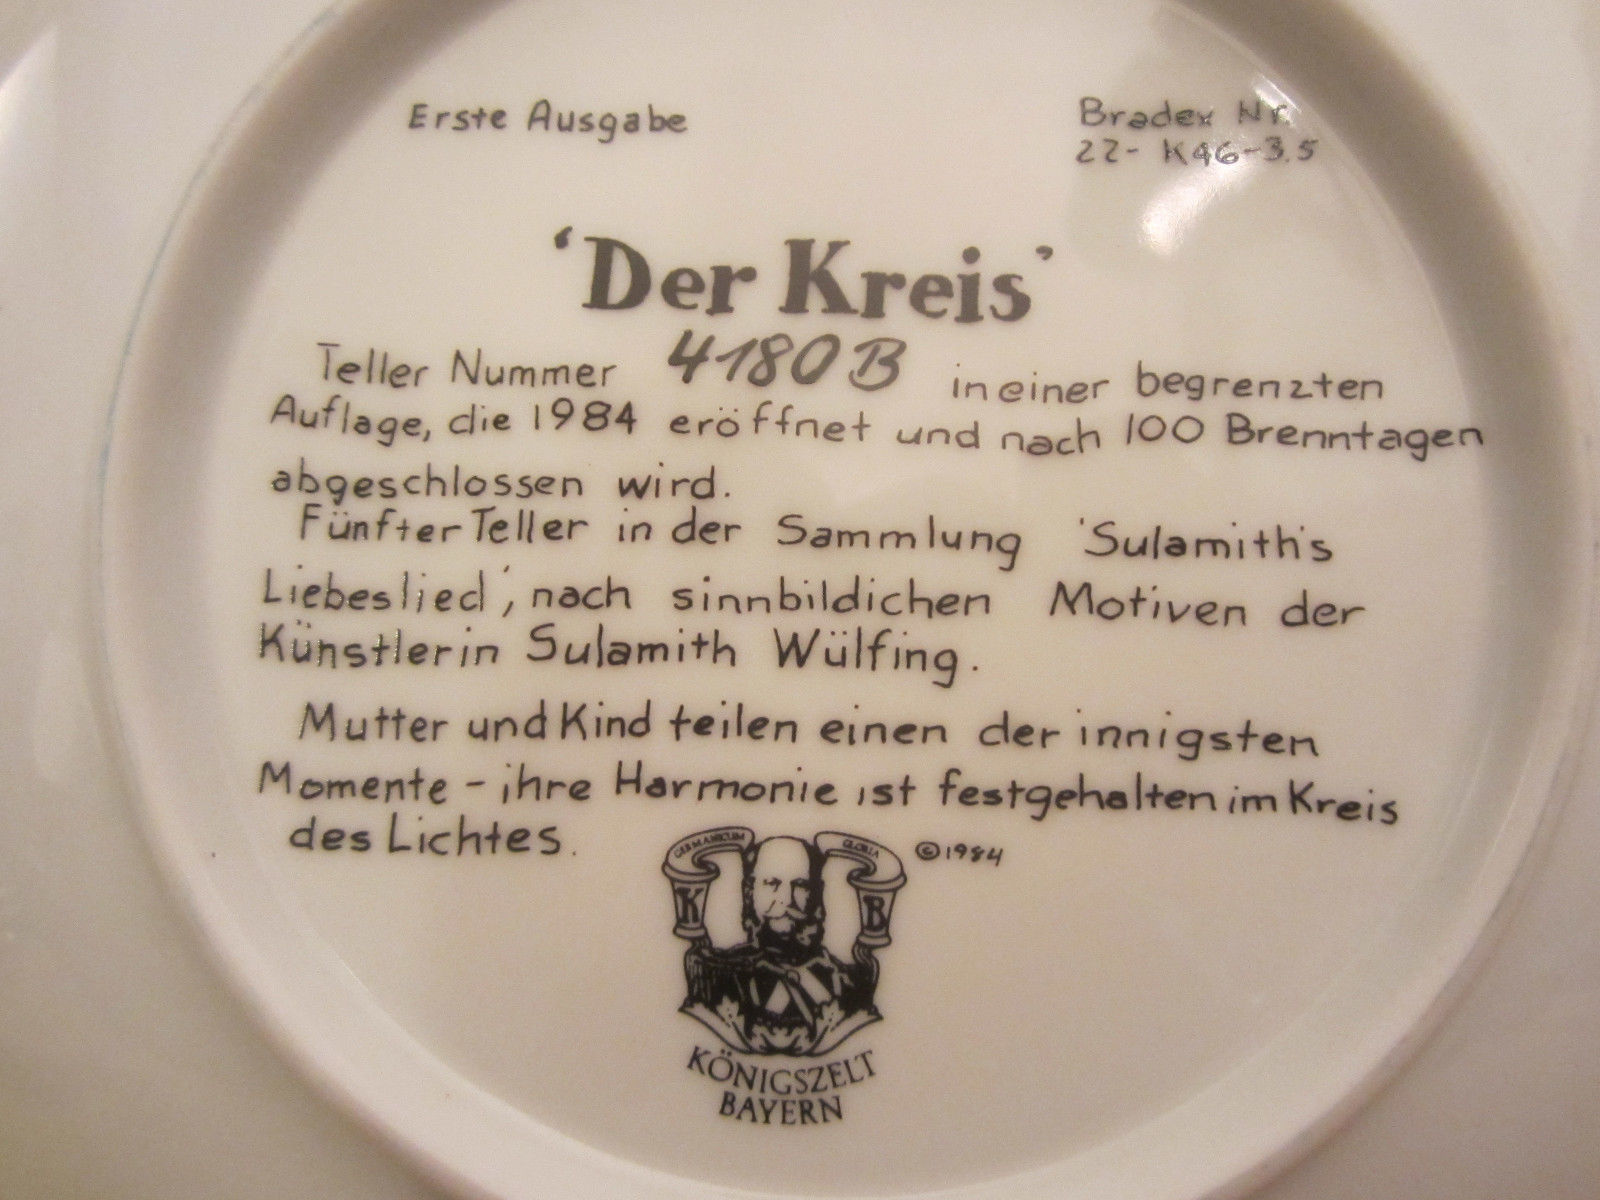 Erste Ausgabe
Bradex Nr.
22-K46-3.5
'Der Kreis'
Teller Nummer 4180B in einer begrenzten
Auflage, die 1984 eröffnet und nach 100 Brenntagen
abgeschlossen wird.
Fünfter Teller in der Sammlung 'Sulamith's
Liebeslied', nach sinnbildichen Motiven der
Künstlerin Sulamith Wülfing.
Mutter und Kind teilen einen der innigsten
Momente - ihre Harmonie ist festgehalten im Kreis
des Lichtes.
©1984
GERMANICUM GLORIA
K B
KÖNIGSZELT
BAYERN